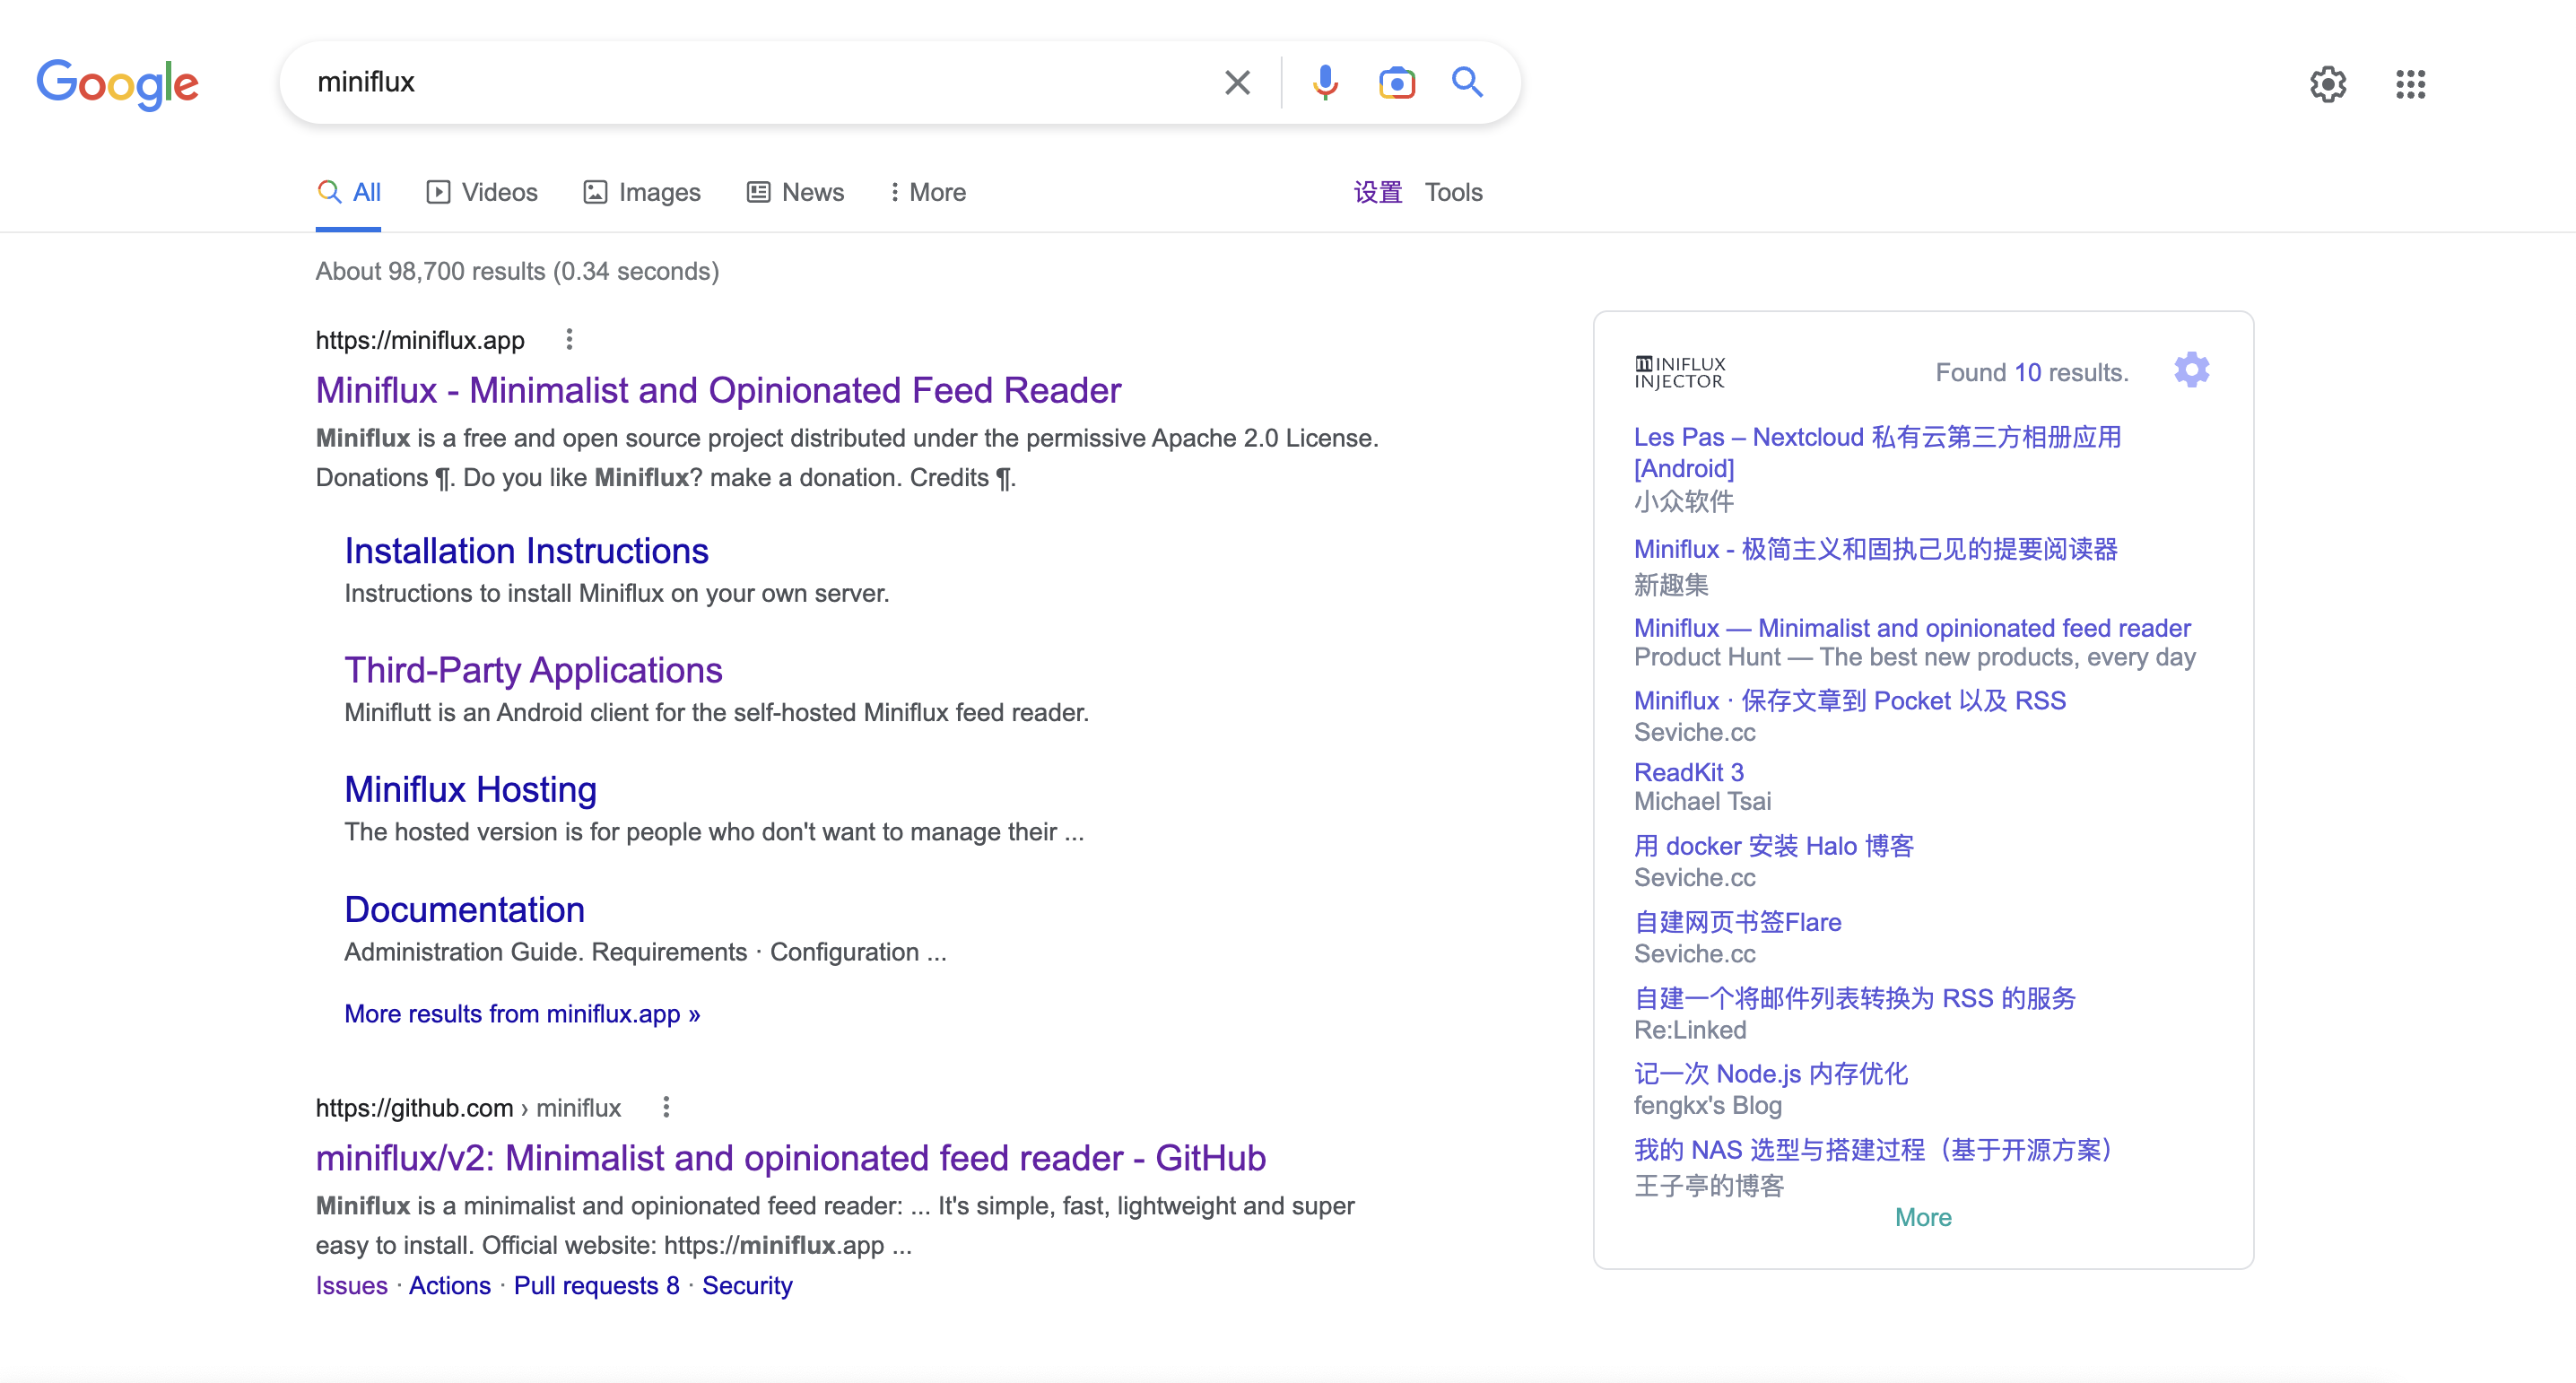 Google
miniflux
All
Videos
Images
News
More
设置
Tools
About 98,700 results (0.34 seconds)
https://miniflux.app
Miniflux - Minimalist and Opinionated Feed Reader
Miniflux is a free and open source project distributed under the permissive Apache 2.0 License.
Donations ¶. Do you like Miniflux? make a donation. Credits ¶.
Installation Instructions
Instructions to install Miniflux on your own server.
Third-Party Applications
Miniflutt is an Android client for the self-hosted Miniflux feed reader.
Miniflux Hosting
The hosted version is for people who don't want to manage their ...
Documentation
Administration Guide. Requirements · Configuration ...
More results from miniflux.app »
https://github.com › miniflux
miniflux/v2: Minimalist and opinionated feed reader - GitHub
Miniflux is a minimalist and opinionated feed reader: ... It's simple, fast, lightweight and super
easy to install. Official website: https://miniflux.app ...
Issues · Actions · Pull requests 8 · Security
MINIFLUX
INJECTOR
Found 10 results.
Les Pas – Nextcloud 私有云第三方相册应用
[Android]
小众软件
Miniflux - 极简主义和固执己见的提要阅读器
新趣集
Miniflux — Minimalist and opinionated feed reader
Product Hunt — The best new products, every day
Miniflux · 保存文章到 Pocket 以及 RSS
Seviche.cc
ReadKit 3
Michael Tsai
用 docker 安装 Halo 博客
Seviche.cc
自建网页书签Flare
Seviche.cc
自建一个将邮件列表转换为 RSS 的服务
Re:Linked
记一次 Node.js 内存优化
fengkx's Blog
我的 NAS 选型与搭建过程（基于开源方案）
王子亭的博客
More